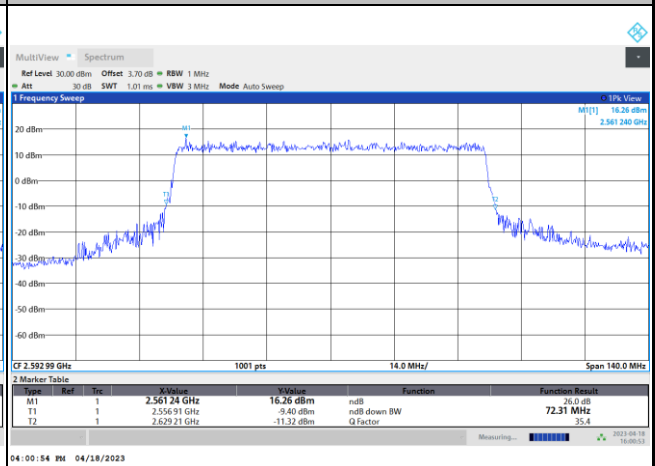 MultiView Spectrum
Ref Level 30.00 dBm Offset 3.70 dB RBW 1 MHz
Att 30 dB SWT 1.01 ms VBW 3 MHz Mode Auto Sweep
1 Frequency Sweep 1Pk View
M1[1] 16.26 dBm
2.561 240 GHz
M1
20 dBm
10 dBm
0 dBm
T1
T2
-10 dBm
-20 dBm
-30 dBm
-40 dBm
-50 dBm
-60 dBm
CF 2.592 99 GHz 1001 pts 14.0 MHz/ Span 140.0 MHz
2 Marker Table
Type Ref Trc X-Value Y-Value Function Function Result
M1 1 2.561 24 GHz 16.26 dBm ndB 26.0 dB
T1 1 2.556 91 GHz -9.40 dBm ndB down BW 72.31 MHz
T2 1 2.629 21 GHz -11.32 dBm Q Factor 35.4
Measuring... 2023-04-18
16:00:53
04:00:54 PM 04/18/2023